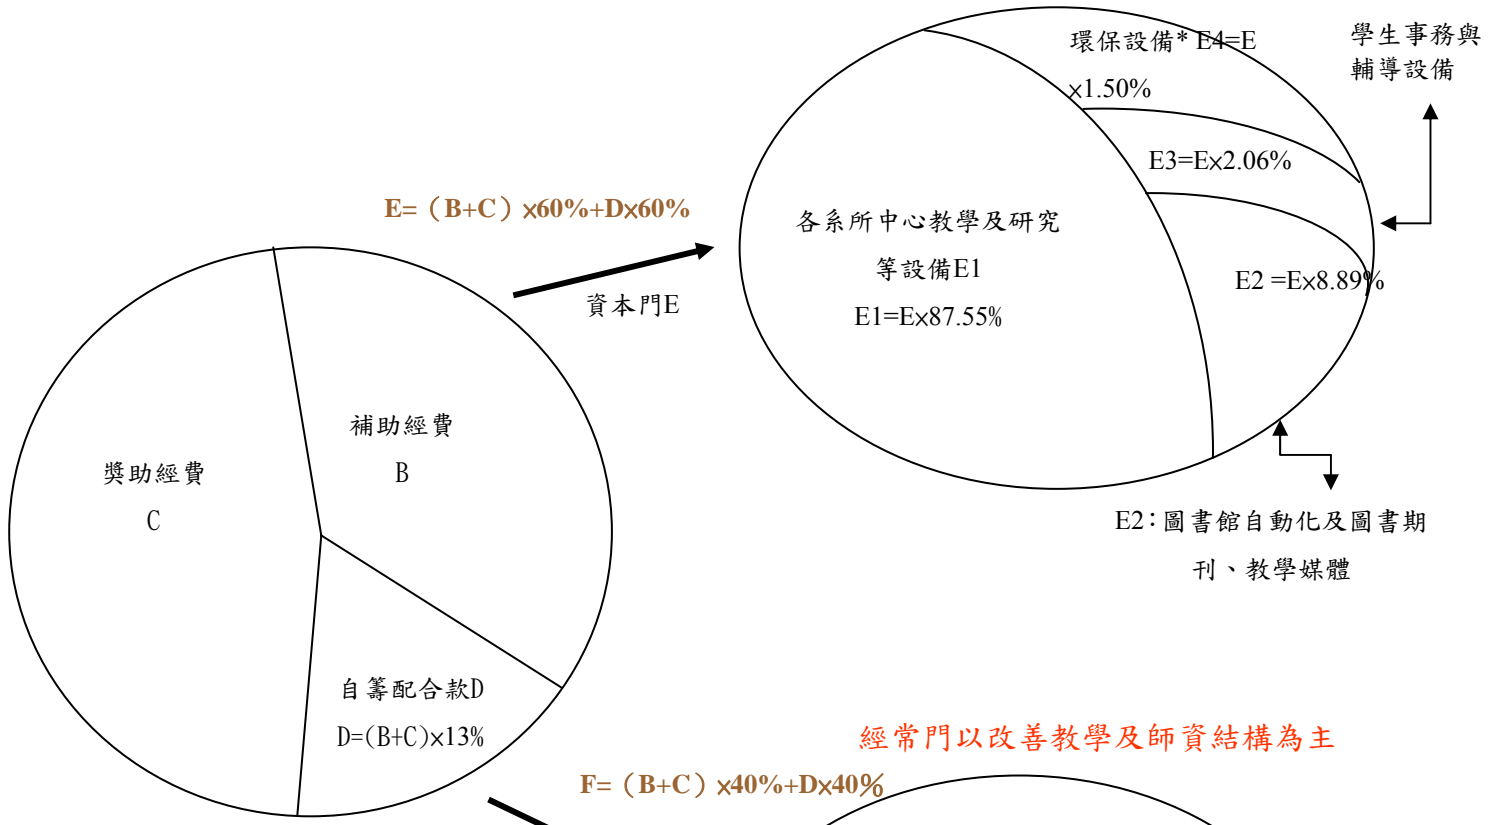 環保設備* E4=E
×1.50%
學生事務與
輔導設備
E3=E×2.06%
E=（B+C）×60%+D×60%
各系所中心教學及研究
等設備E1
E1=E×87.55%
E2 =E×8.89%
資本門E
補助經費
B
獎助經費
C
E2：圖書館自動化及圖書期
刊、教學媒體
自籌配合款D
D=(B+C)×13%
經常門以改善教學及師資結構為主
F=（B+C）×40%+D×40%